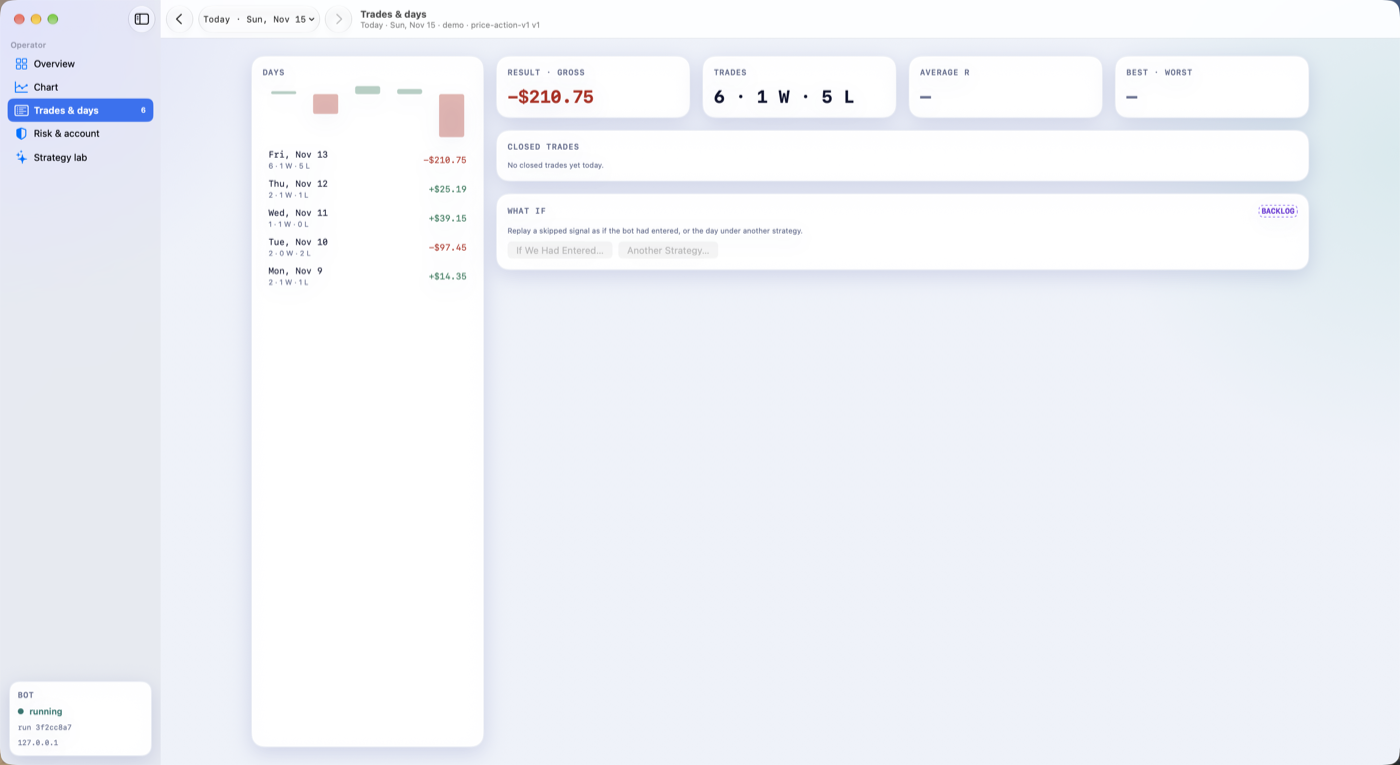 Today · Sun, Nov 15
Trades & days
Today · Sun, Nov 15 · demo · price-action-v1 v1
Operator
Overview
Chart
Trades & days 6
Risk & account
Strategy lab
BOT
running
run 3f2cc8a7
127.0.0.1
DAYS
Fri, Nov 13 −$210.75
6 · 1 W · 5 L
Thu, Nov 12 +$25.19
2 · 1 W · 1 L
Wed, Nov 11 +$39.15
1 · 1 W · 0 L
Tue, Nov 10 −$97.45
2 · 0 W · 2 L
Mon, Nov 9 +$14.35
2 · 1 W · 1 L
RESULT · GROSS
−$210.75
TRADES
6 · 1 W · 5 L
AVERAGE R
—
BEST · WORST
—
CLOSED TRADES
No closed trades yet today.
WHAT IF BACKLOG
Replay a skipped signal as if the bot had entered, or the day under another strategy.
If We Had Entered... Another Strategy...